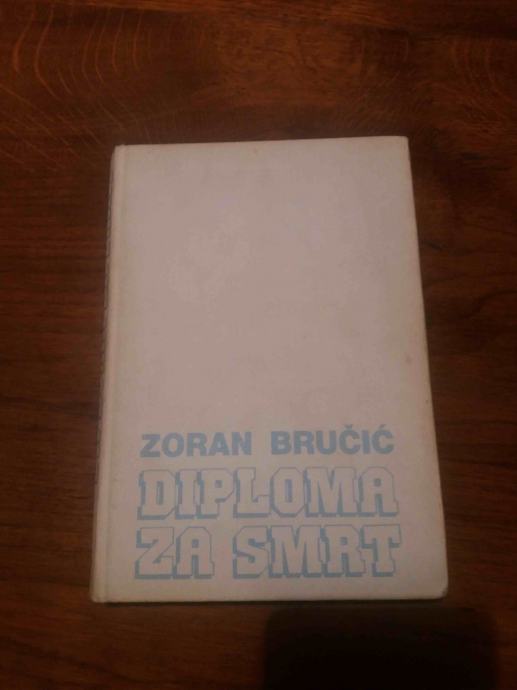 ZORAN BRUČIĆ
DIPLOMA
ZA SMRT